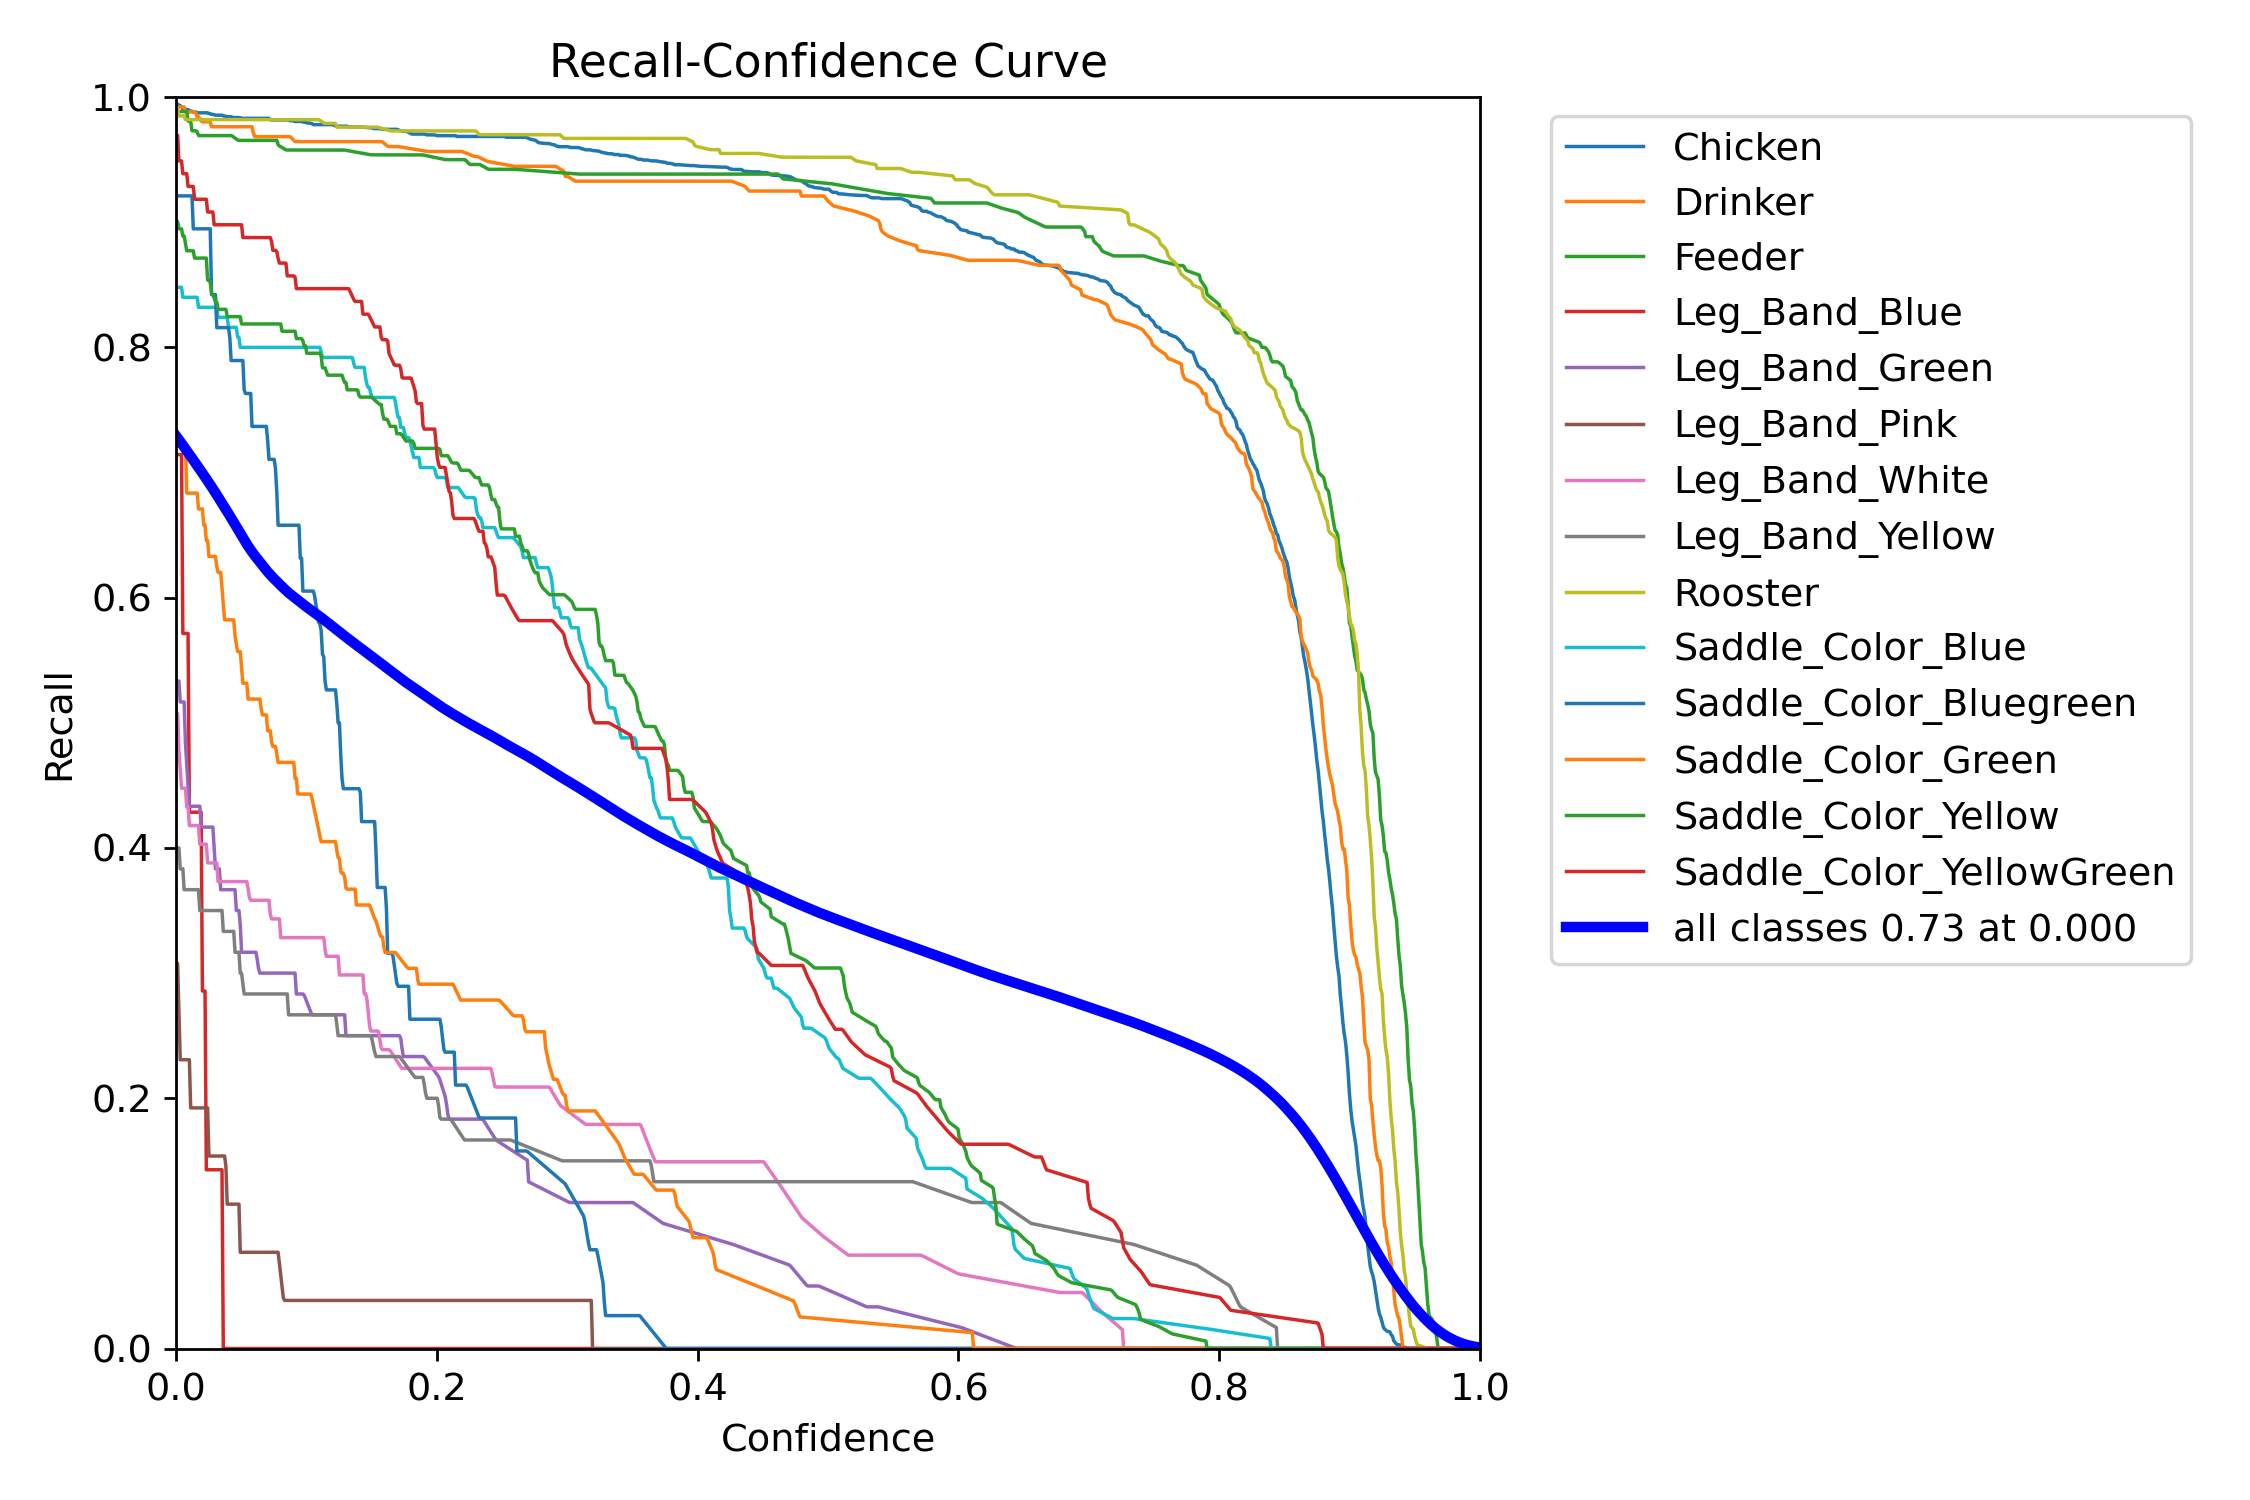 Recall-Confidence Curve
1.0
0.8
0.6
0.4
0.2
0.0
Recall
0.0 0.2 0.4 0.6 0.8 1.0
Confidence
Chicken
Drinker
Feeder
Leg_Band_Blue
Leg_Band_Green
Leg_Band_Pink
Leg_Band_White
Leg_Band_Yellow
Rooster
Saddle_Color_Blue
Saddle_Color_Bluegreen
Saddle_Color_Green
Saddle_Color_Yellow
Saddle_Color_YellowGreen
all classes 0.73 at 0.000